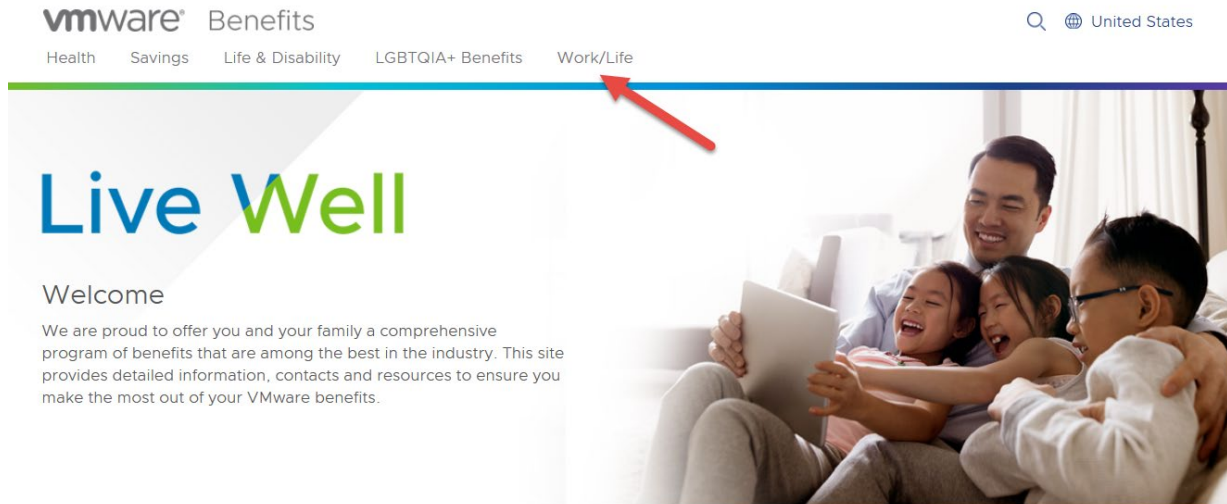 vmware® Benefits
United States
Health Savings Life & Disability LGBTQIA+ Benefits Work/Life
Live Well
Welcome
We are proud to offer you and your family a comprehensive
program of benefits that are among the best in the industry. This site
provides detailed information, contacts and resources to ensure you
make the most out of your VMware benefits.